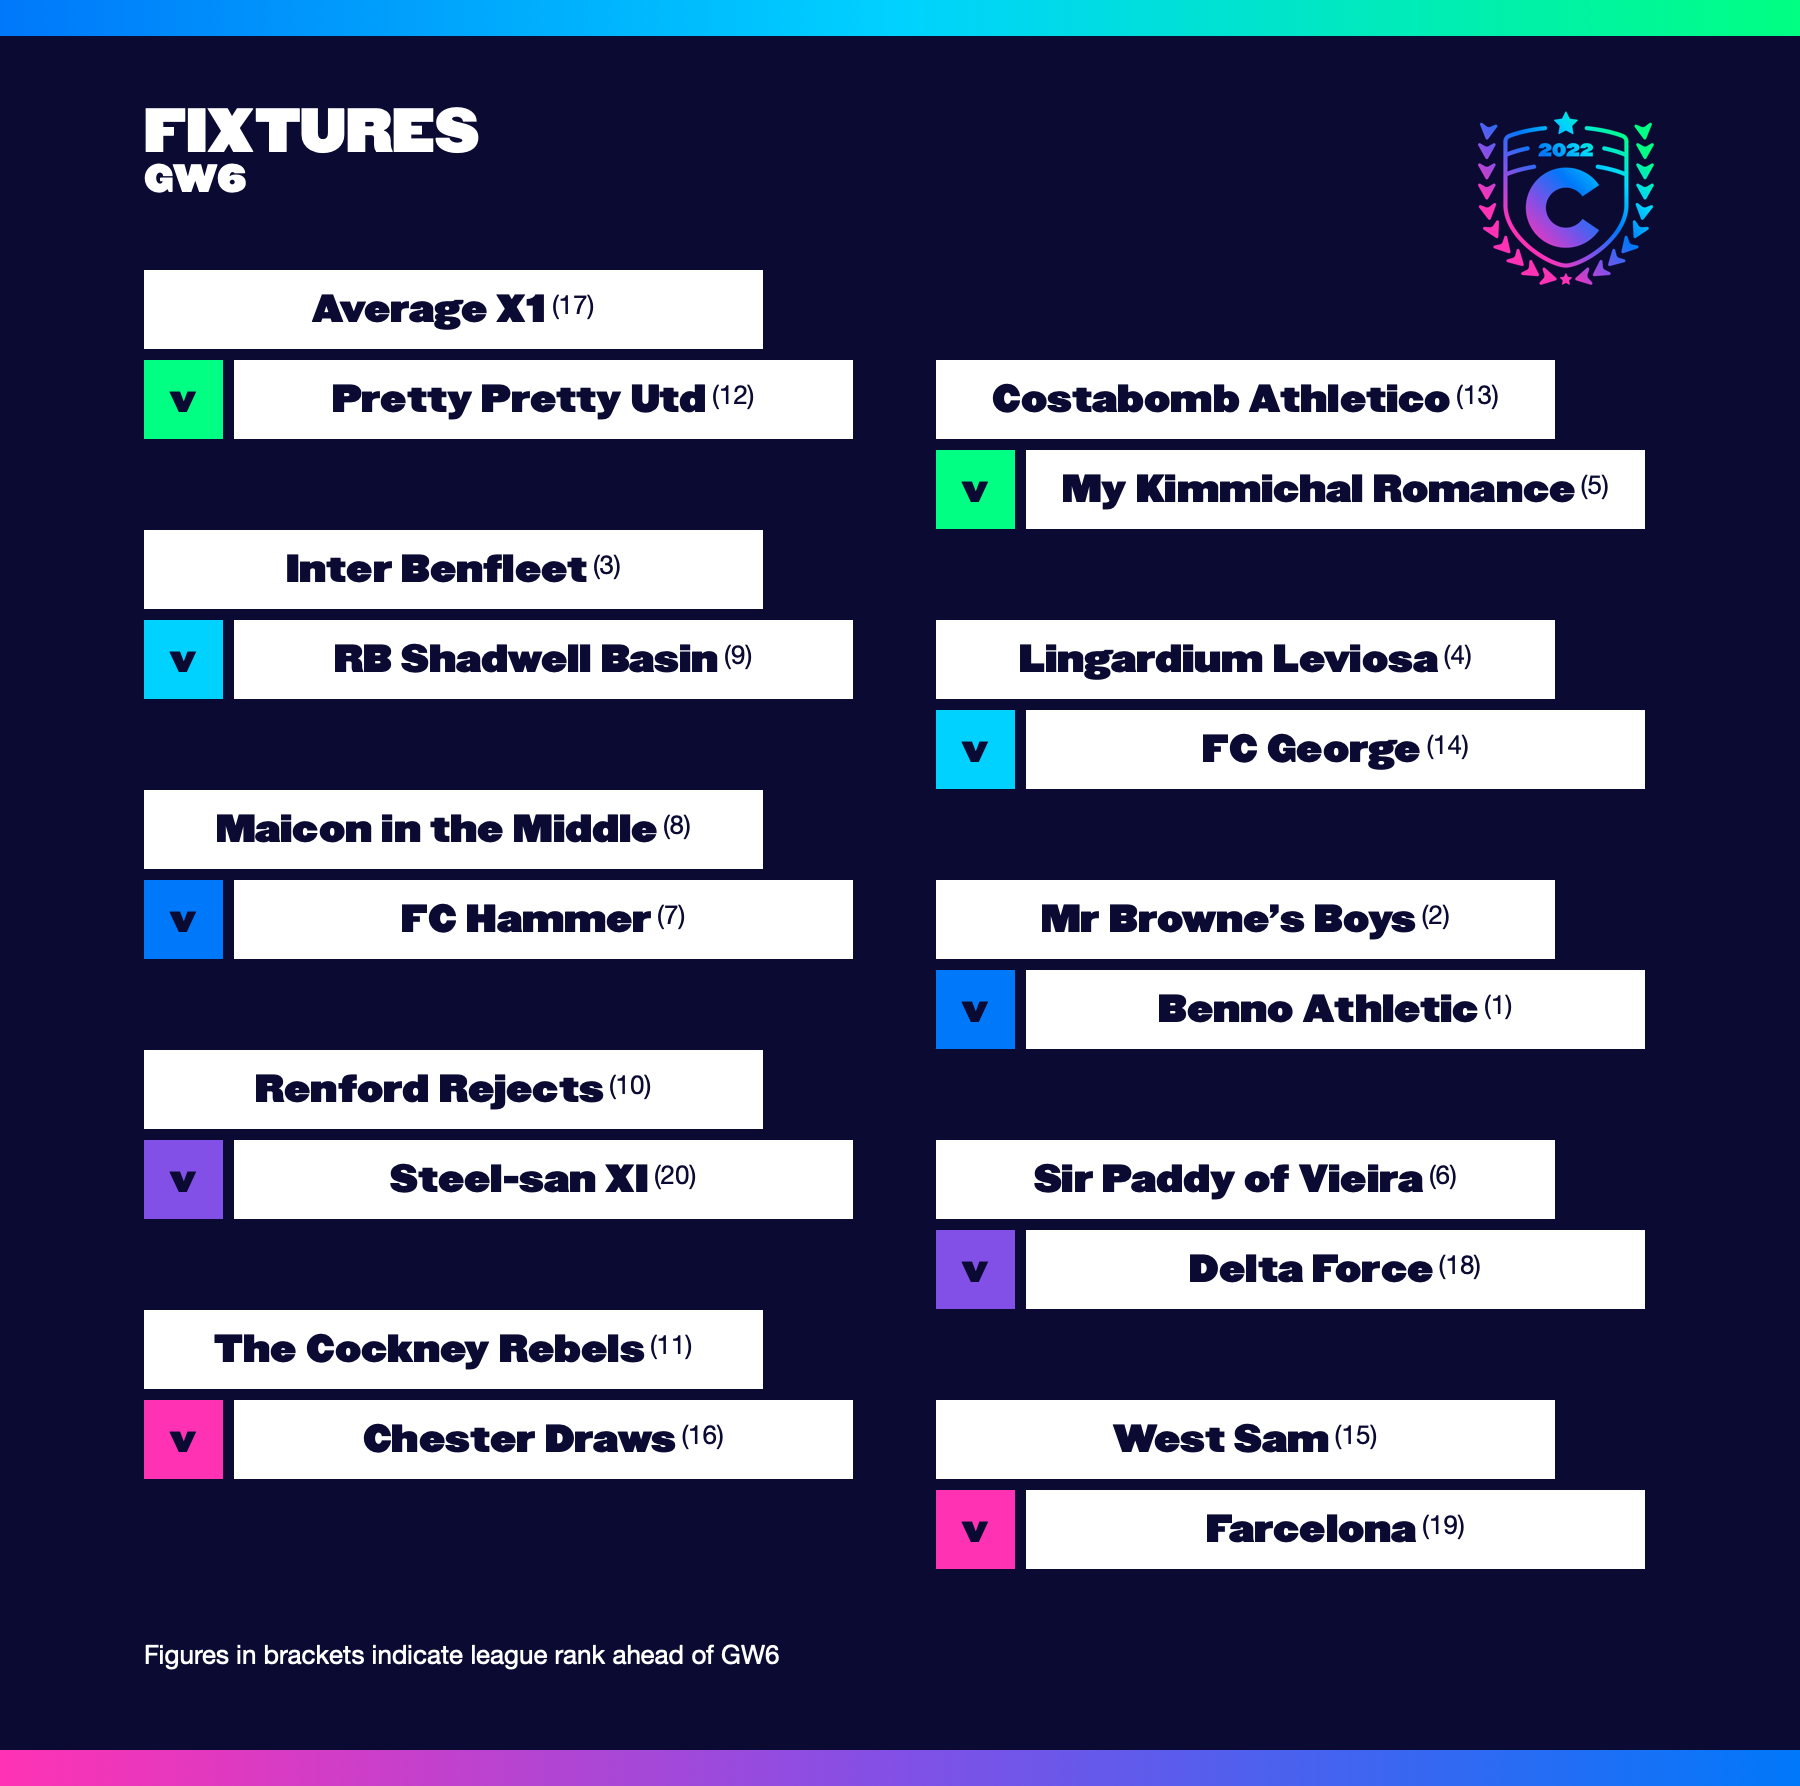 FIXTURES
GW6
2022
C
Average X1 (17)
v Pretty Pretty Utd (12)
Costabomb Athletico (13)
v My Kimmichal Romance (5)
Inter Benfleet (3)
v RB Shadwell Basin (9)
Lingardium Leviosa (4)
v FC George (14)
Maicon in the Middle (8)
v FC Hammer (7)
Mr Browne’s Boys (2)
v Benno Athletic (1)
Renford Rejects (10)
v Steel-san XI (20)
Sir Paddy of Vieira (6)
v Delta Force (18)
The Cockney Rebels (11)
v Chester Draws (16)
West Sam (15)
v Farcelona (19)
Figures in brackets indicate league rank ahead of GW6